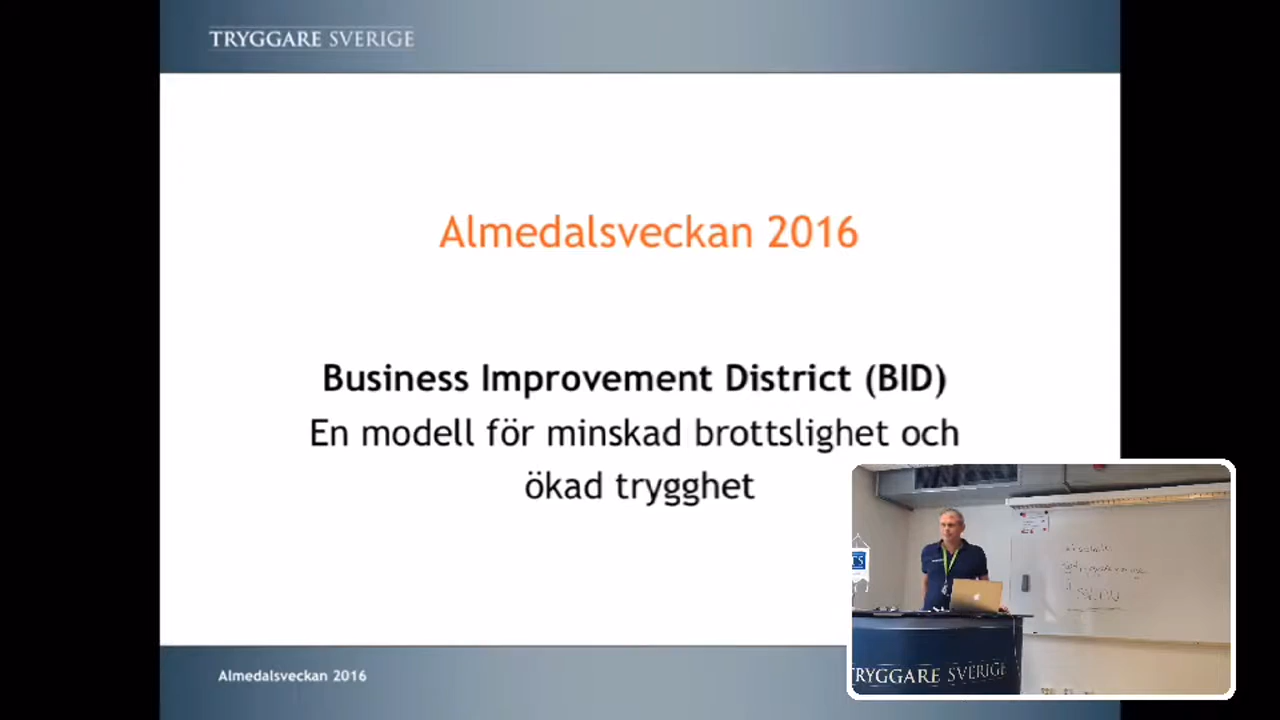 TRYGGARE SVERIGE
Almedalsveckan 2016
Business Improvement District (BID)
En modell för minskad brottslighet och
ökad trygghet
Almedalsveckan 2016
RYGGARE SVERIGE